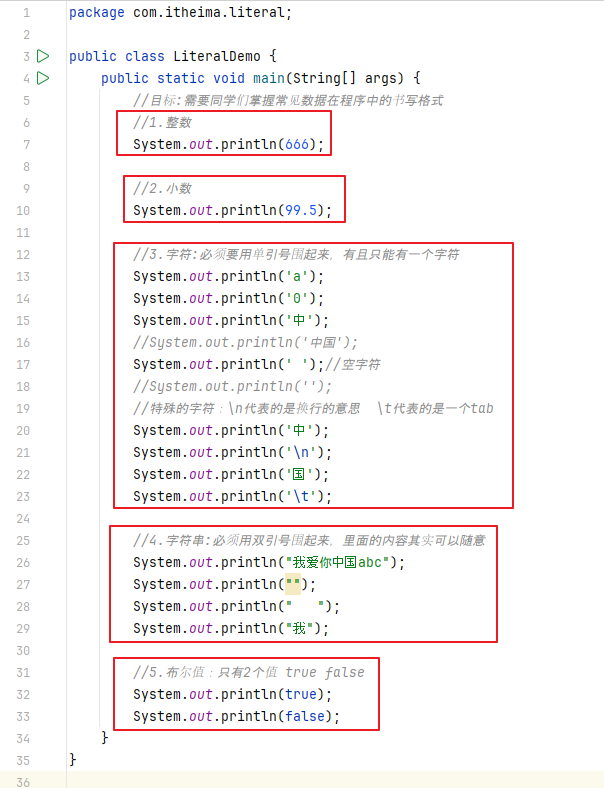 1 package com.itheima.literal;
2
3 public class LiteralDemo {
4 public static void main(String[] args) {
5 //目标:需要同学们掌握常见数据在程序中的书写格式
6 //1.整数
7 System.out.println(666);
8
9 //2.小数
10 System.out.println(99.5);
11
12 //3.字符:必须要用单引号围起来，有且只能有一个字符
13 System.out.println('a');
14 System.out.println('0');
15 System.out.println('中');
16 //System.out.println('中国');
17 System.out.println(' ');//空字符
18 //System.out.println('');
19 //特殊的字符：\n代表的是换行的意思  \t代表的是一个tab
20 System.out.println('中');
21 System.out.println('\n');
22 System.out.println('国');
23 System.out.println('\t');
24
25 //4.字符串:必须用双引号围起来，里面的内容其实可以随意
26 System.out.println("我爱你中国abc");
27 System.out.println("");
28 System.out.println("   ");
29 System.out.println("我");
30
31 //5.布尔值：只有2个值 true false
32 System.out.println(true);
33 System.out.println(false);
34 }
35 }
36